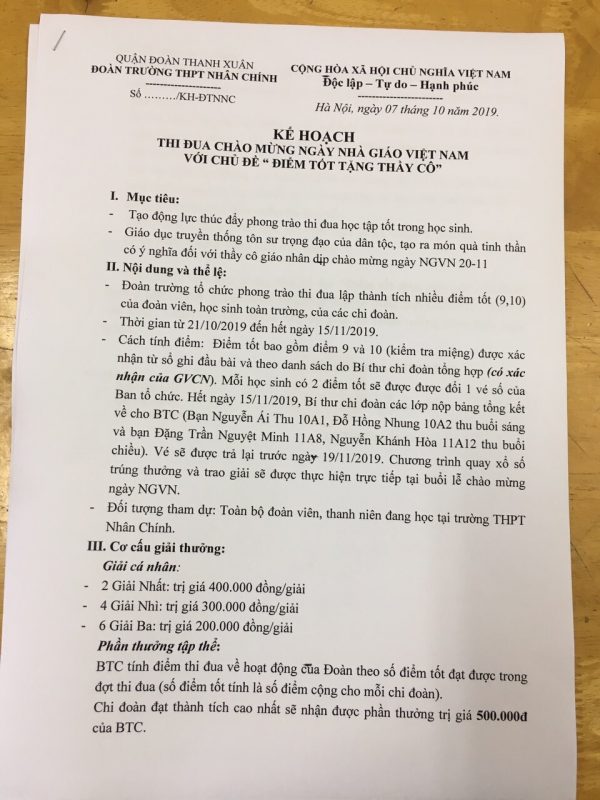 QUẬN ĐOÀN THANH XUÂN
ĐOÀN TRƯỜNG THPT NHÂN CHÍNH
Số ………/KH-ĐTNNC
CỘNG HÒA XÃ HỘI CHỦ NGHĨA VIỆT NAM
Độc lập – Tự do – Hạnh phúc
Hà Nội, ngày 07 tháng 10 năm 2019.
KẾ HOẠCH
THI ĐUA CHÀO MỪNG NGÀY NHÀ GIÁO VIỆT NAM
VỚI CHỦ ĐỀ “ ĐIỂM TỐT TẶNG THẦY CÔ”
I. Mục tiêu:
- Tạo động lực thúc đẩy phong trào thi đua học tập tốt trong học sinh.
- Giáo dục truyền thống tôn sư trọng đạo của dân tộc, tạo ra món quà tinh thần
có ý nghĩa đối với thầy cô giáo nhân dịp chào mừng ngày NGVN 20-11
II. Nội dung và thể lệ:
- Đoàn trường tổ chức phong trào thi đua lập thành tích nhiều điểm tốt (9,10)
của đoàn viên, học sinh toàn trường, của các chi đoàn.
- Thời gian từ 21/10/2019 đến hết ngày 15/11/2019.
- Cách tính điểm: Điểm tốt bao gồm điểm 9 và 10 (kiểm tra miệng) được xác
nhận từ sổ ghi đầu bài và theo danh sách do Bí thư chi đoàn tổng hợp (có xác
nhận của GVCN). Mỗi học sinh có 2 điểm tốt sẽ được được đổi 1 vé số của
Ban tổ chức. Hết ngày 15/11/2019, Bí thư chi đoàn các lớp nộp bảng tổng kết
về cho BTC (Bạn Nguyễn Ái Thu 10A1, Đỗ Hồng Nhung 10A2 thu buổi sáng
và bạn Đặng Trần Nguyệt Minh 11A8, Nguyễn Khánh Hòa 11A12 thu buổi
chiều). Vé sẽ được trả lại trước ngày 19/11/2019. Chương trình quay xổ số
trúng thưởng và trao giải sẽ được thực hiện trực tiếp tại buổi lễ chào mừng
ngày NGVN.
- Đối tượng tham dự: Toàn bộ đoàn viên, thanh niên đang học tại trường THPT
Nhân Chính.
III. Cơ cấu giải thưởng:
Giải cá nhân:
- 2 Giải Nhất: trị giá 400.000 đồng/giải
- 4 Giải Nhì: trị giá 300.000 đồng/giải
- 6 Giải Ba: trị giá 200.000 đồng/giải
Phần thưởng tập thể:
BTC tính điểm thi đua về hoạt động của Đoàn theo số điểm tốt đạt được trong
đợt thi đua (số điểm tốt tính là số điểm cộng cho mỗi chi đoàn).
Chi đoàn đạt thành tích cao nhất sẽ nhận được phần thưởng trị giá 500.000đ
của BTC.